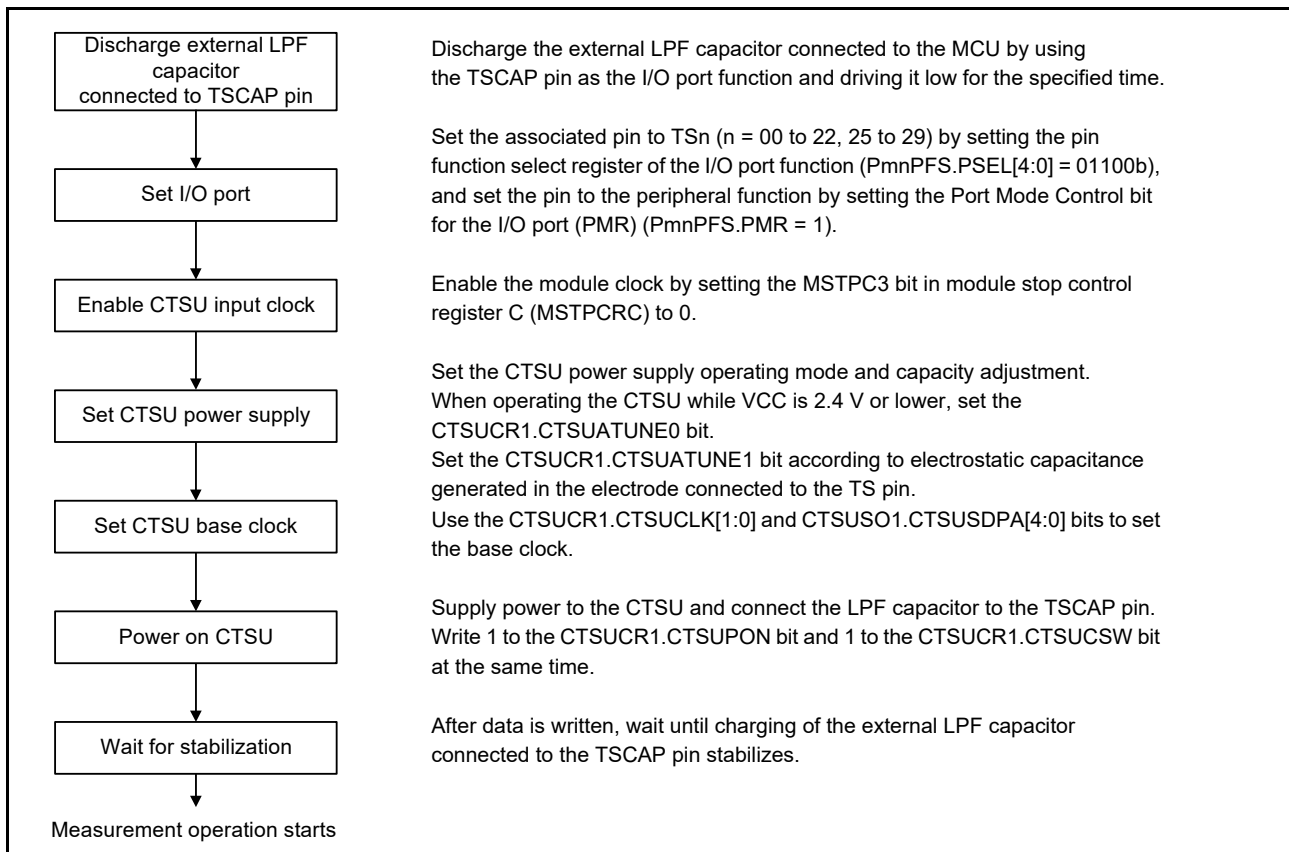 Discharge external LPF
capacitor
connected to TSCAP pin
Discharge the external LPF capacitor connected to the MCU by using
the TSCAP pin as the I/O port function and driving it low for the specified time.
Set I/O port
Set the associated pin to TSn (n = 00 to 22, 25 to 29) by setting the pin
function select register of the I/O port function (PmnPFS.PSEL[4:0] = 01100b),
and set the pin to the peripheral function by setting the Port Mode Control bit
for the I/O port (PMR) (PmnPFS.PMR = 1).
Enable CTSU input clock
Enable the module clock by setting the MSTPC3 bit in module stop control
register C (MSTPCRC) to 0.
Set CTSU power supply
Set the CTSU power supply operating mode and capacity adjustment.
When operating the CTSU while VCC is 2.4 V or lower, set the
CTSUCR1.CTSUATUNE0 bit.
Set the CTSUCR1.CTSUATUNE1 bit according to electrostatic capacitance
generated in the electrode connected to the TS pin.
Set CTSU base clock
Use the CTSUCR1.CTSUCLK[1:0] and CTSUSO1.CTSUSDPA[4:0] bits to set
the base clock.
Power on CTSU
Supply power to the CTSU and connect the LPF capacitor to the TSCAP pin.
Write 1 to the CTSUCR1.CTSUPON bit and 1 to the CTSUCR1.CTSUCSW bit
at the same time.
Wait for stabilization
After data is written, wait until charging of the external LPF capacitor
connected to the TSCAP pin stabilizes.
Measurement operation starts